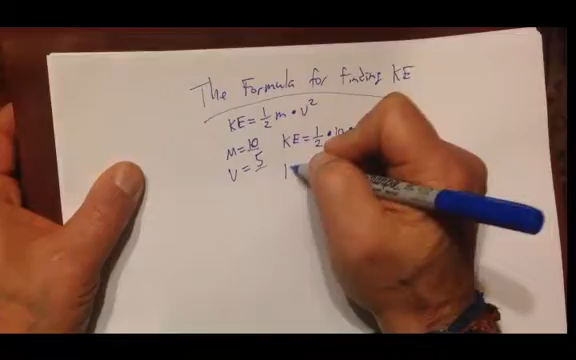 The Formula for finding KE
KE = 1/2 m • v²
M = 10
KE = 1/2 • 10 •
V = 5